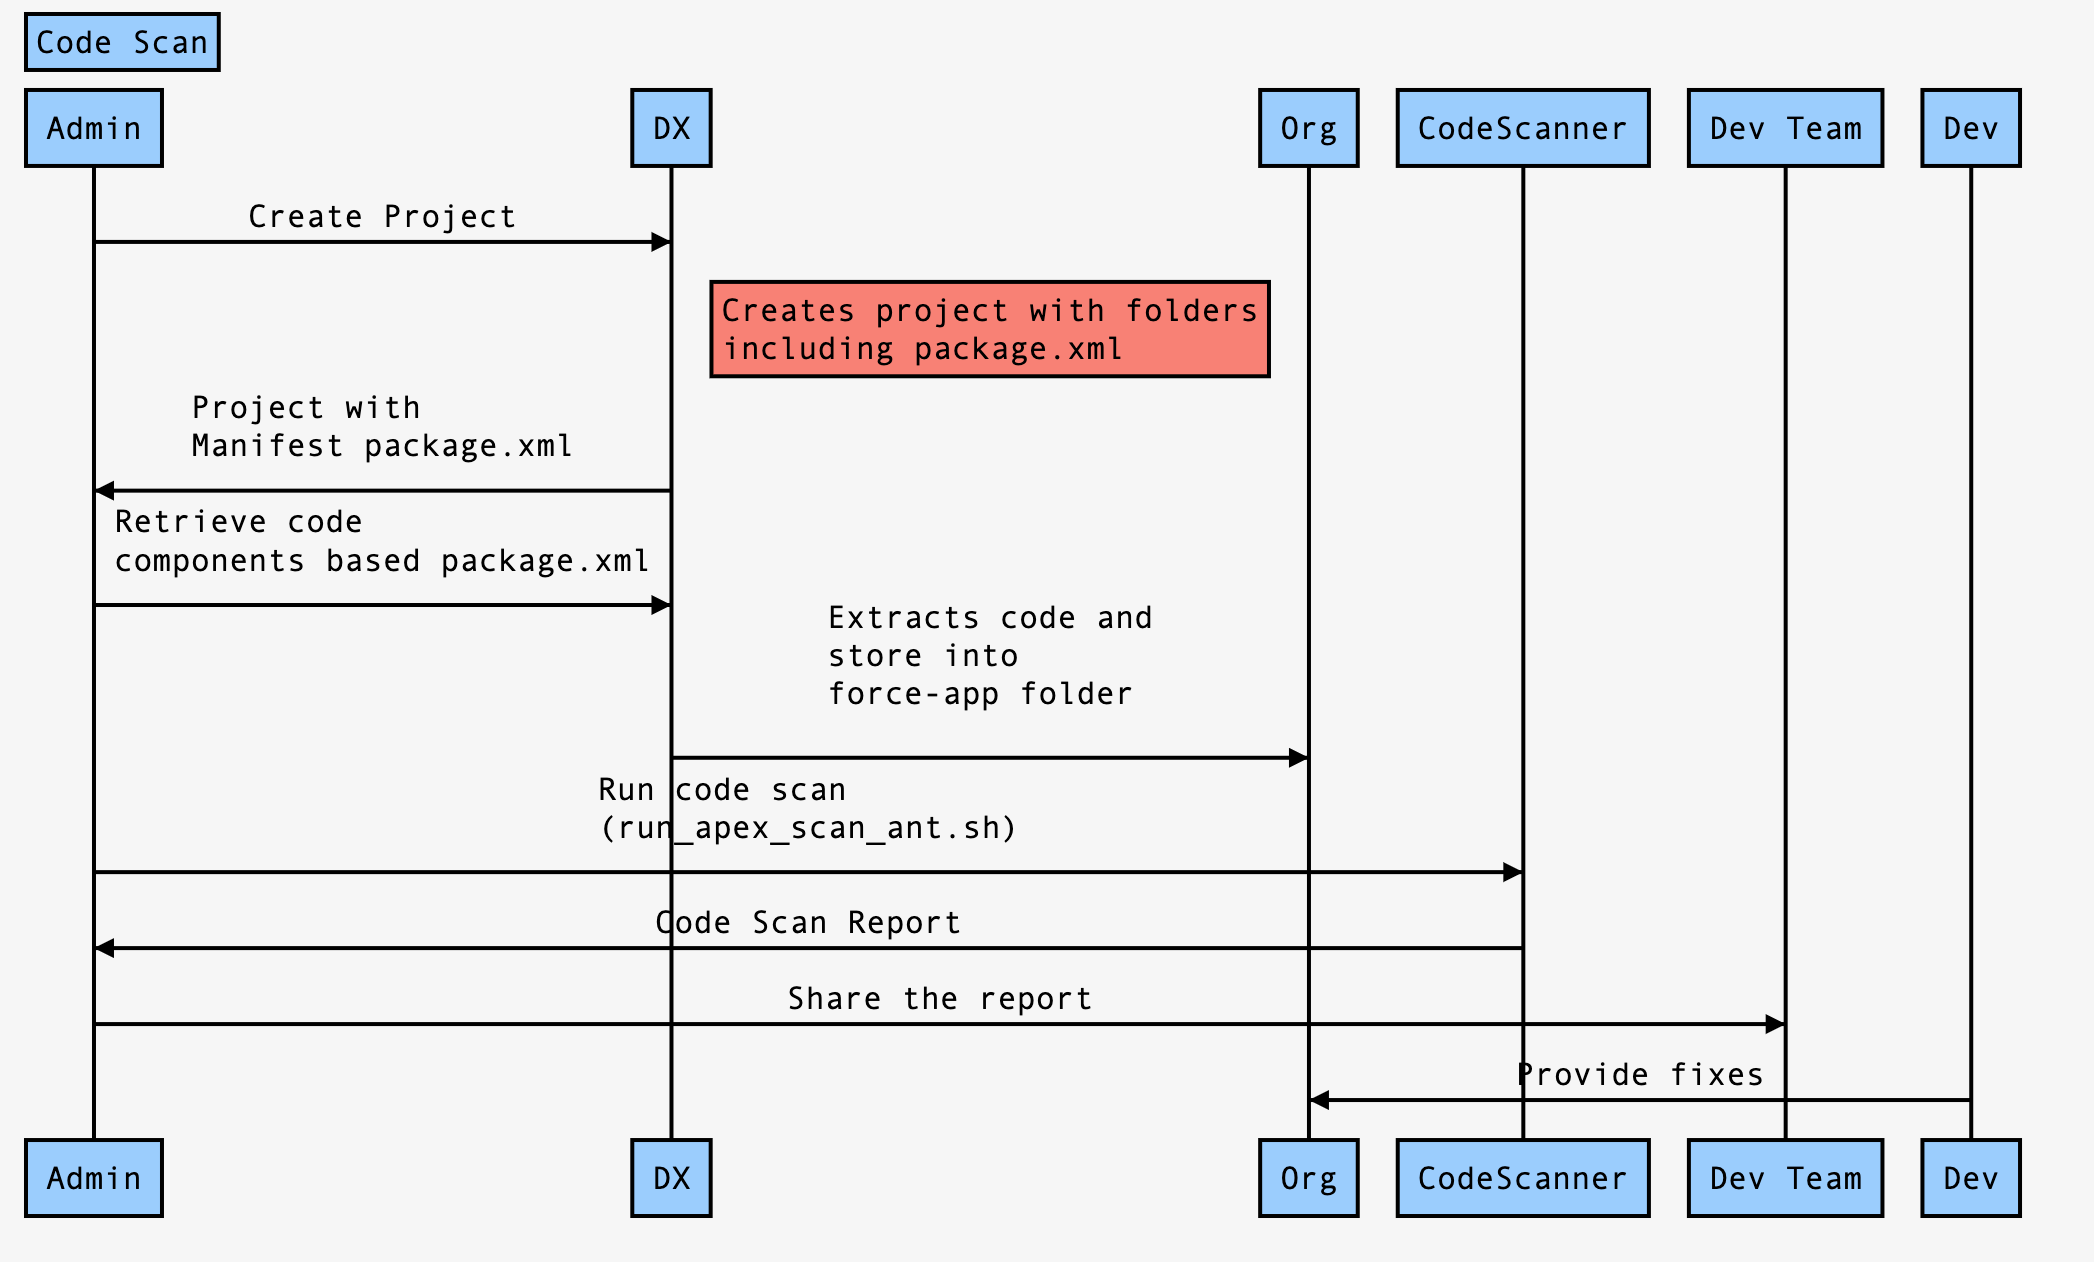 Code Scan
Admin
DX
Org
CodeScanner
Dev Team
Dev
Create Project
Creates project with folders
including package.xml
Project with
Manifest package.xml
Retrieve code
components based package.xml
Extracts code and
store into
force-app folder
Run code scan
(run_apex_scan_ant.sh)
Code Scan Report
Share the report
Provide fixes
Admin
DX
Org
CodeScanner
Dev Team
Dev